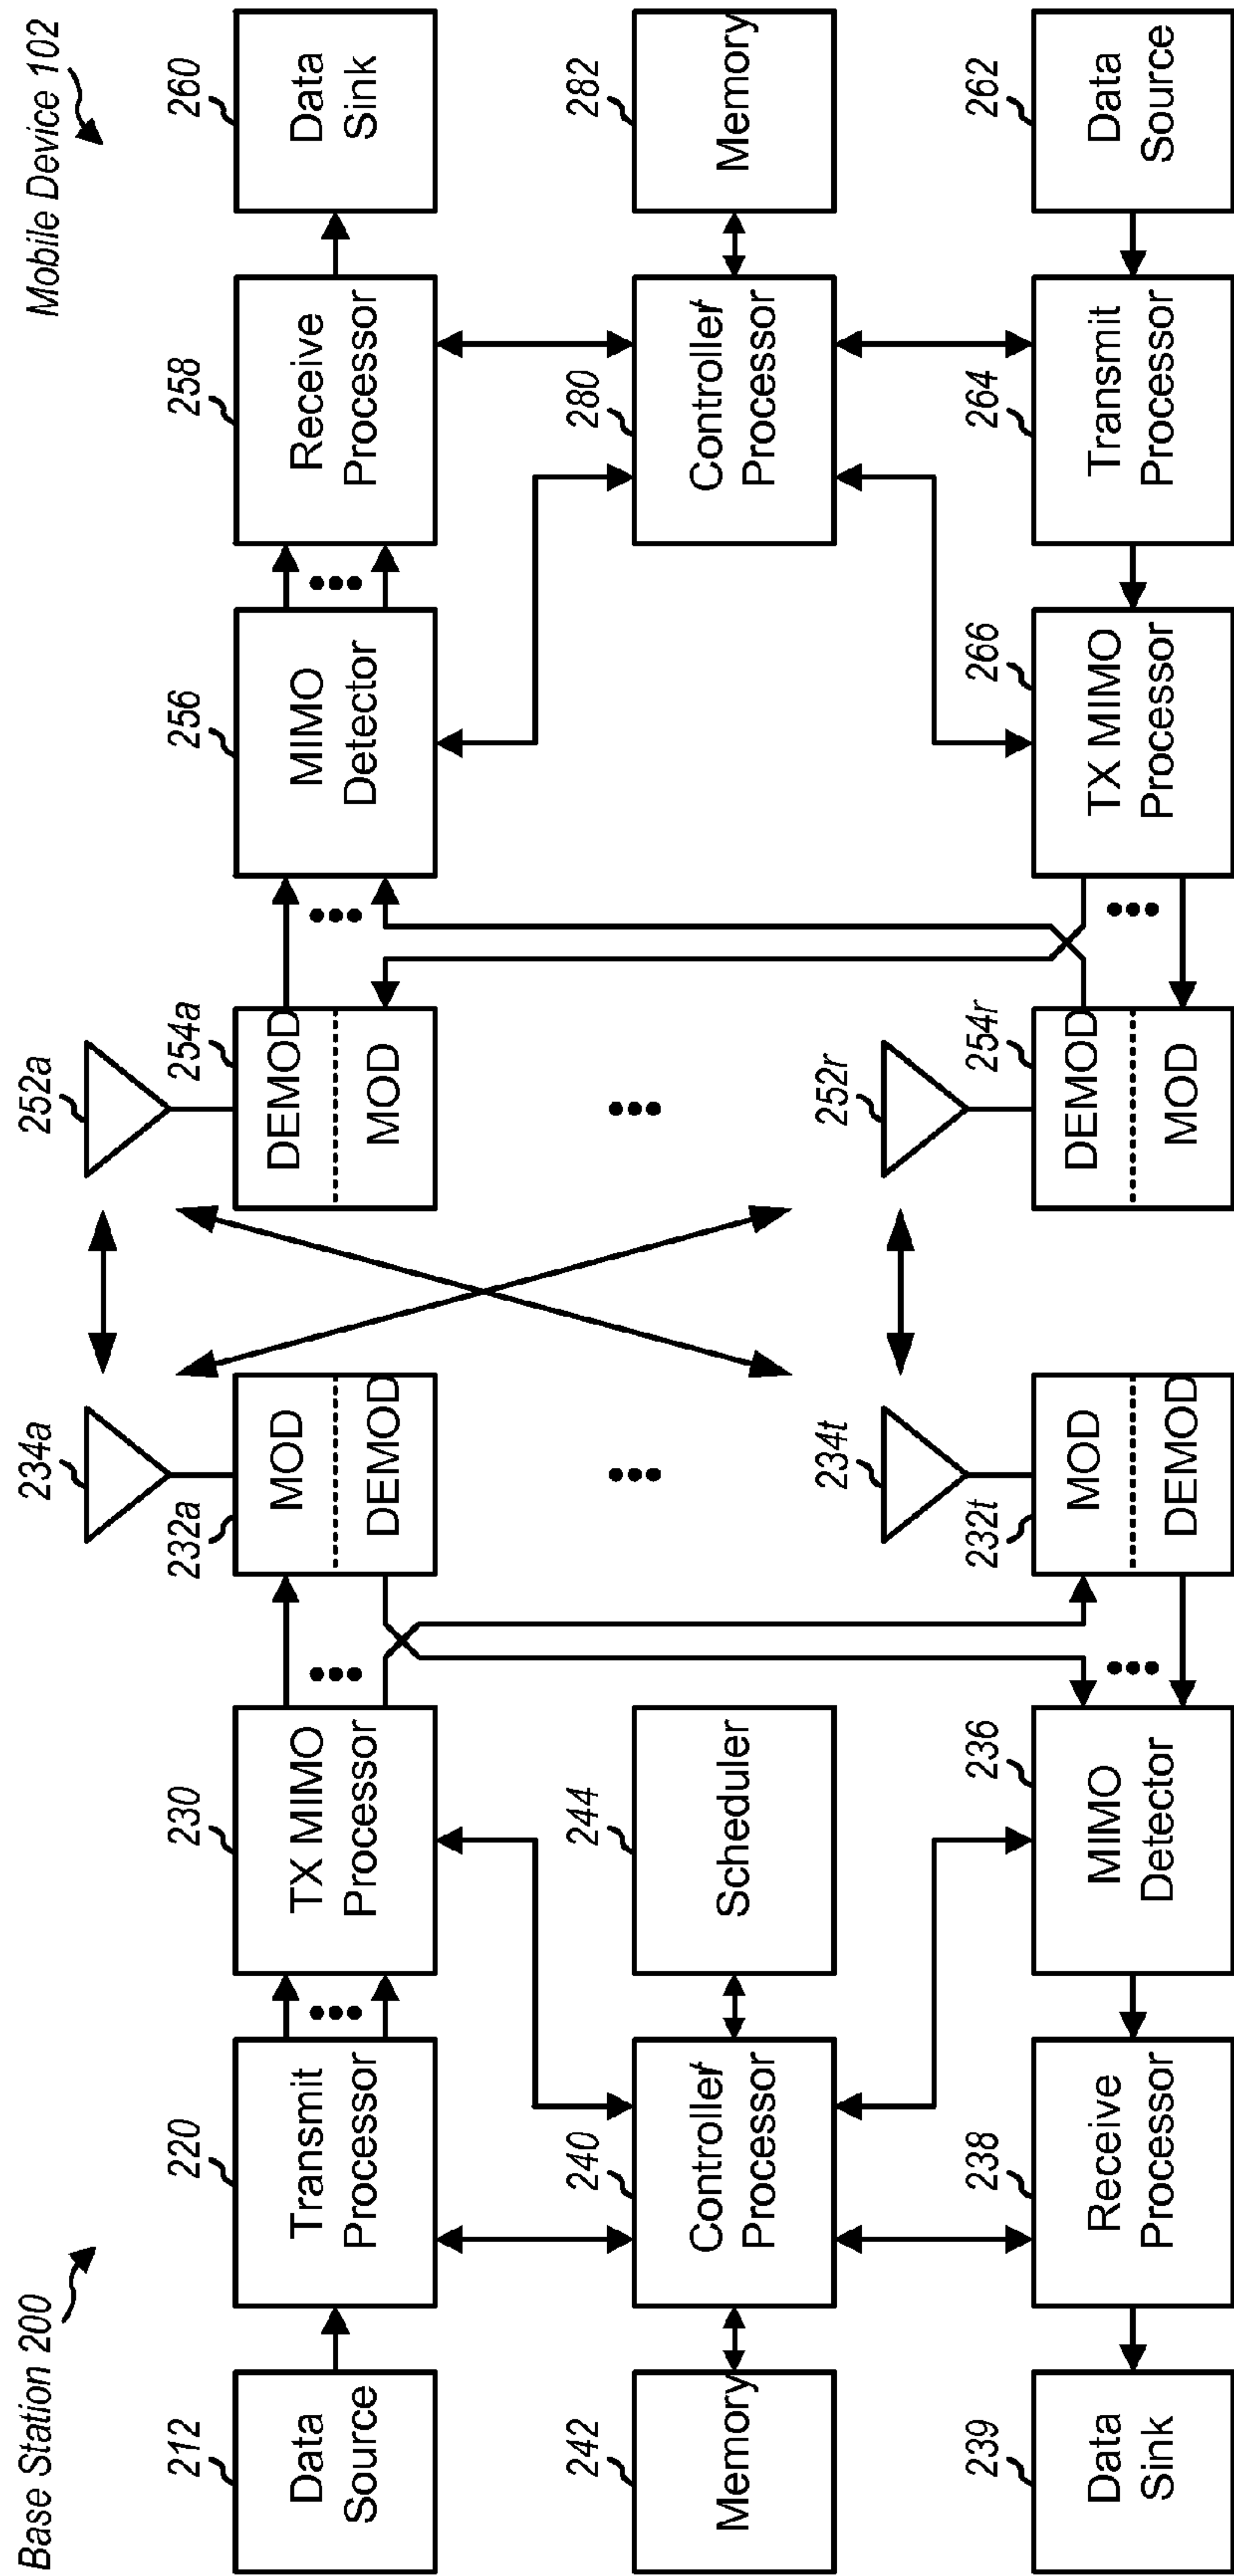 Base Station 200
Mobile Device 102
212
Data
Source
220
Transmit
Processor
230
TX MIMO
Processor
232a
234a
MOD
DEMOD
252a
254a
DEMOD
MOD
256
MIMO
Detector
258
Receive
Processor
260
Data
Sink
242
Memory
240
Controller/
Processor
244
Scheduler
280
Controller/
Processor
282
Memory
239
Data
Sink
238
Receive
Processor
236
MIMO
Detector
232t
234t
MOD
DEMOD
252r
254r
DEMOD
MOD
266
TX MIMO
Processor
264
Transmit
Processor
262
Data
Source